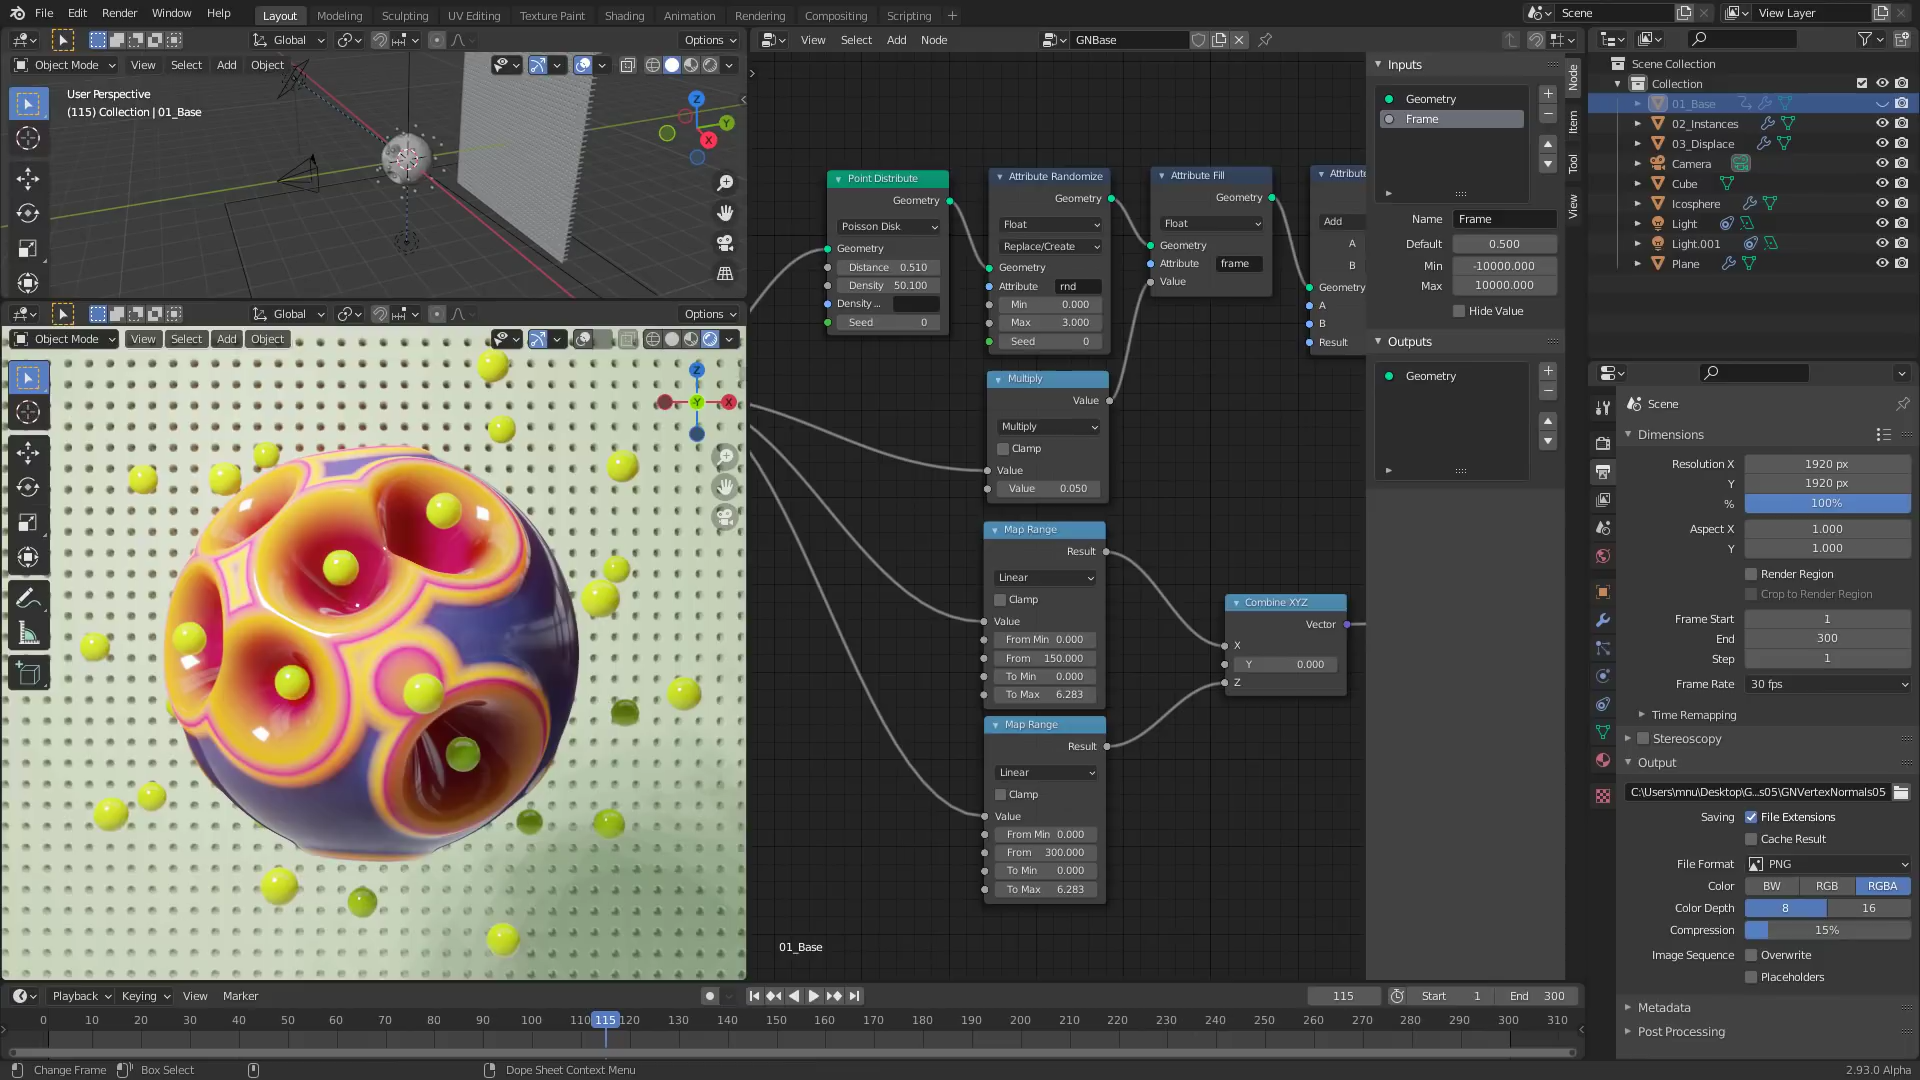 File Edit Render Window Help Layout Modeling Sculpting UV Editing Texture Paint Shading Animation Rendering Compositing Scripting + Scene View Layer
Global Options
Object Mode View Select Add Object
User Perspective
(115) Collection | 01_Base
Z
Y
X
Global Options
Object Mode View Select Add Object
Z
-Y X
View Select Add Node GNBase
Point Distribute
Geometry
Poisson Disk
Geometry
Distance 0.510
Density 50.100
Density ...
Seed 0
Attribute Randomize
Geometry
Float
Replace/Create
Geometry
Attribute rnd
Min 0.000
Max 3.000
Seed 0
Attribute Fill
Geometry
Float
Geometry
Attribute frame
Value
Attribute
Add
A
B
Geometry
A
B
Result
Multiply
Value
Multiply
Clamp
Value
Value 0.050
Map Range
Result
Linear
Clamp
Value
From Min 0.000
From 150.000
To Min 0.000
To Max 6.283
Map Range
Result
Linear
Clamp
Value
From Min 0.000
From 300.000
To Min 0.000
To Max 6.283
Combine XYZ
Vector
X
Y 0.000
Z
01_Base
Inputs
Geometry
Frame
Name Frame
Default 0.500
Min -10000.000
Max 10000.000
Hide Value
Outputs
Geometry
Node
Item
Tool
View
Scene Collection
Collection
01_Base
02_Instances
03_Displace
Camera
Cube
Icosphere
Light
Light.001
Plane
Scene
Dimensions
Resolution X 1920 px
Y 1920 px
% 100%
Aspect X 1.000
Y 1.000
Render Region
Crop to Render Region
Frame Start 1
End 300
Step 1
Frame Rate 30 fps
Time Remapping
Stereoscopy
Output
C:\Users\mnu\Desktop\G...s05\GNVertexNormals05
Saving File Extensions
Cache Result
File Format PNG
Color BW RGB RGBA
Color Depth 8 16
Compression 15%
Image Sequence Overwrite
Placeholders
Metadata
Post Processing
Playback Keying View Marker 115 Start 1 End 300
0 10 20 30 40 50 60 70 80 90 100 110 115 120 130 140 150 160 170 180 190 200 210 220 230 240 250 260 270 280 290 300 310
Change Frame Box Select Dope Sheet Context Menu 2.93.0 Alpha